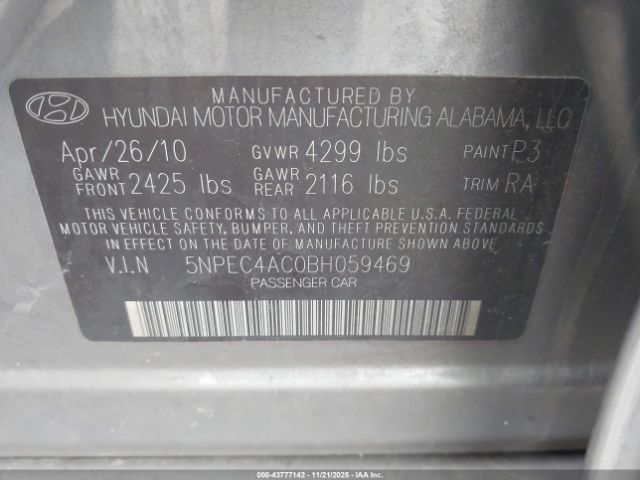 MANUFACTURED BY
HYUNDAI MOTOR MANUFACTURING ALABAMA, LLC
Apr/26/10 GVWR 4299 lbs PAINT P3
GAWR FRONT 2425 lbs GAWR REAR 2116 lbs TRIM RA
THIS VEHICLE CONFORMS TO ALL APPLICABLE U.S.A. FEDERAL
MOTOR VEHICLE SAFETY, BUMPER, AND THEFT PREVENTION STANDARDS
IN EFFECT ON THE DATE OF MANUFACTURE SHOWN ABOVE.
V.I.N 5NPEC4AC0BH059469
PASSENGER CAR
000-43777142 - 11/21/2025 - IAAI.com